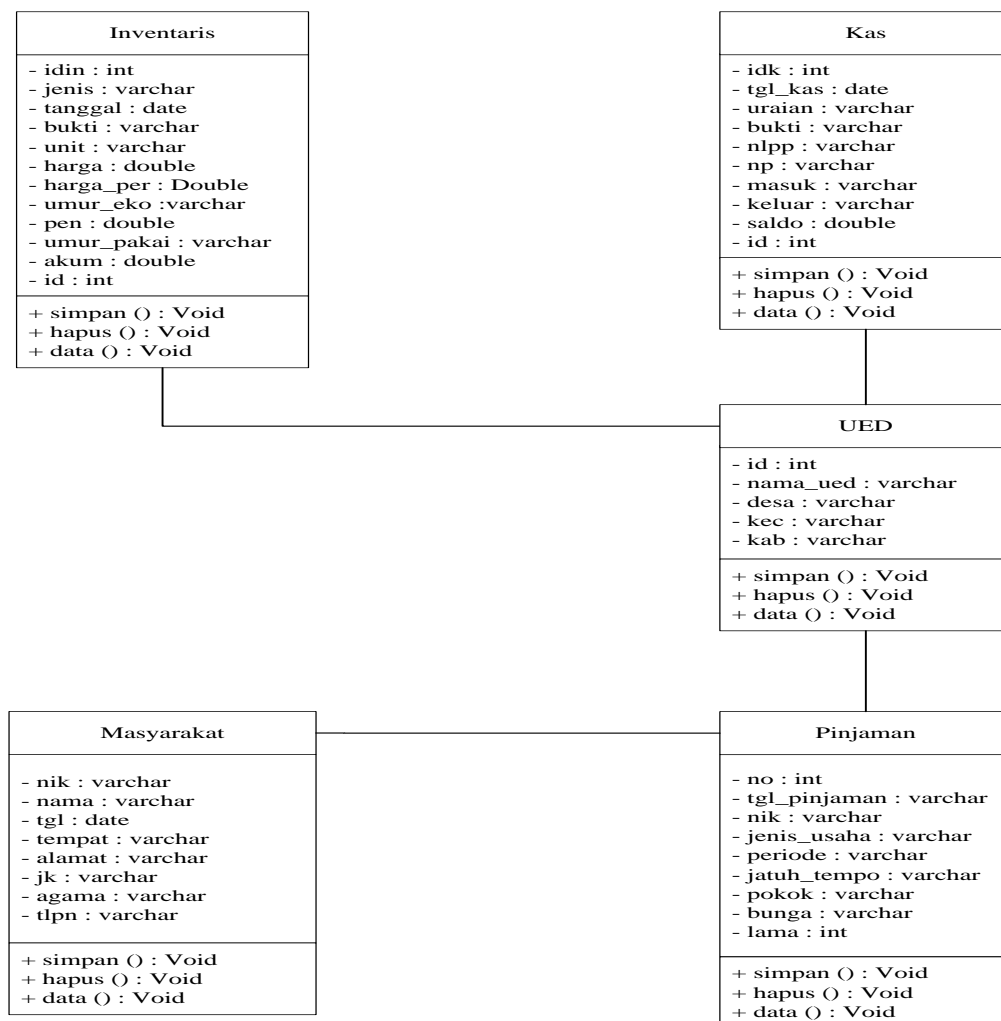 Inventaris
- idin : int
- jenis : varchar
- tanggal : date
- bukti : varchar
- unit : varchar
- harga : double
- harga_per : Double
- umur_eko :varchar
- pen : double
- umur_pakai : varchar
- akum : double
- id : int
+ simpan () : Void
+ hapus () : Void
+ data () : Void
Kas
- idk : int
- tgl_kas : date
- uraian : varchar
- bukti : varchar
- nlpp : varchar
- np : varchar
- masuk : varchar
- keluar : varchar
- saldo : double
- id : int
+ simpan () : Void
+ hapus () : Void
+ data () : Void
UED
- id : int
- nama_ued : varchar
- desa : varchar
- kec : varchar
- kab : varchar
+ simpan () : Void
+ hapus () : Void
+ data () : Void
Masyarakat
- nik : varchar
- nama : varchar
- tgl : date
- tempat : varchar
- alamat : varchar
- jk : varchar
- agama : varchar
- tlpn : varchar
+ simpan () : Void
+ hapus () : Void
+ data () : Void
Pinjaman
- no : int
- tgl_pinjaman : varchar
- nik : varchar
- jenis_usaha : varchar
- periode : varchar
- jatuh_tempo : varchar
- pokok : varchar
- bunga : varchar
- lama : int
+ simpan () : Void
+ hapus () : Void
+ data () : Void